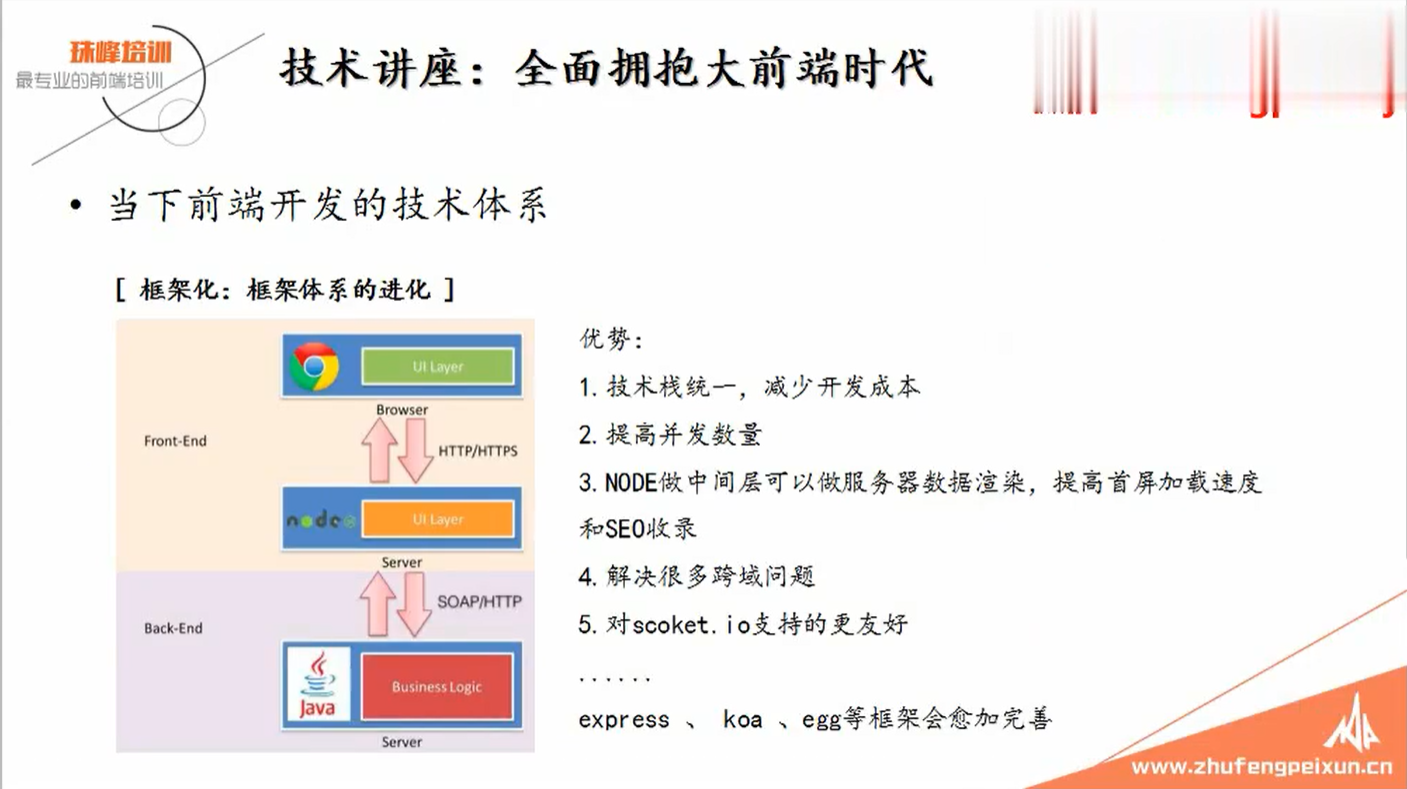 珠峰培训
最专业的前端培训
技术讲座：全面拥抱大前端时代
• 当下前端开发的技术体系
[ 框架化：框架体系的进化 ]
UI Layer
Browser
Front-End
HTTP/HTTPS
node
UI Layer
Server
SOAP/HTTP
Back-End
Java
Business Logic
Server
优势：
1. 技术栈统一，减少开发成本
2. 提高并发数量
3. NODE做中间层可以做服务器数据渲染，提高首屏加载速度
和SEO收录
4. 解决很多跨域问题
5. 对scoket.io支持的更友好
......
express 、 koa 、egg等框架会愈加完善
www.zhufengpeixun.cn